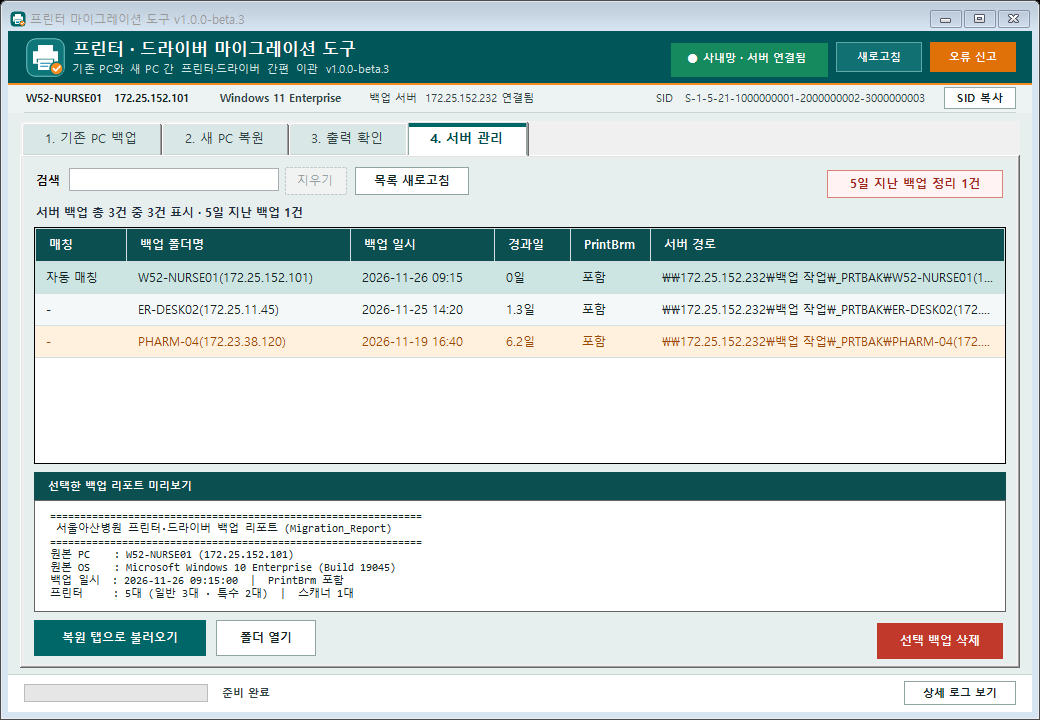 프린터 마이그레이션 도구 v1.0.0-beta.3
프린터 · 드라이버 마이그레이션 도구
기존 PC와 새 PC 간 프린터·드라이버 간편 이관 v1.0.0-beta.3
● 사내망 · 서버 연결됨
새로고침
오류 신고
W52-NURSE01 172.25.152.101 Windows 11 Enterprise 백업 서버 172.25.152.232 연결됨 SID S-1-5-21-1000000001-2000000002-3000000003 SID 복사
1. 기존 PC 백업 2. 새 PC 복원 3. 출력 확인 4. 서버 관리
검색 지우기 목록 새로고침 5일 지난 백업 정리 1건
서버 백업 총 3건 중 3건 표시 · 5일 지난 백업 1건
매칭 백업 폴더명 백업 일시 경과일 PrintBrm 서버 경로
자동 매칭 W52-NURSE01(172.25.152.101) 2026-11-26 09:15 0일 포함 ₩₩172.25.152.232₩백업 작업₩_PRTBAK₩W52-NURSE01(1...
- ER-DESK02(172.25.11.45) 2026-11-25 14:20 1.3일 포함 ₩₩172.25.152.232₩백업 작업₩_PRTBAK₩ER-DESK02(172....
- PHARM-04(172.23.38.120) 2026-11-19 16:40 6.2일 포함 ₩₩172.25.152.232₩백업 작업₩_PRTBAK₩PHARM-04(172....
선택한 백업 리포트 미리보기
==============================================================
서울아산병원 프린터·드라이버 백업 리포트 (Migration_Report)
==============================================================
원본 PC : W52-NURSE01 (172.25.152.101)
원본 OS : Microsoft Windows 10 Enterprise (Build 19045)
백업 일시 : 2026-11-26 09:15:00 | PrintBrm 포함
프린터 : 5대 (일반 3대 · 특수 2대) | 스캐너 1대
복원 탭으로 불러오기 폴더 열기 선택 백업 삭제
준비 완료 상세 로그 보기